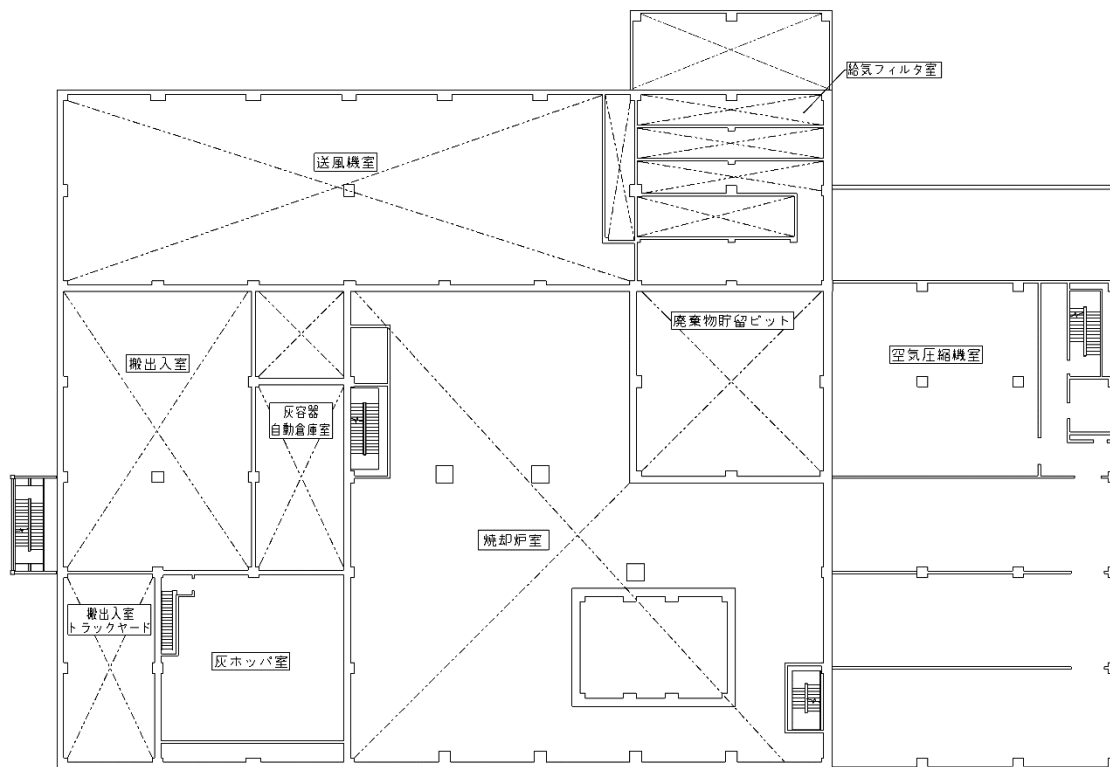 給気フィルタ室
送風機室
廃棄物貯留ピット
搬出入室
空気圧縮機室
灰容器
自動倉庫室
焼却炉室
搬出入室
トラックヤード
灰ホッパ室